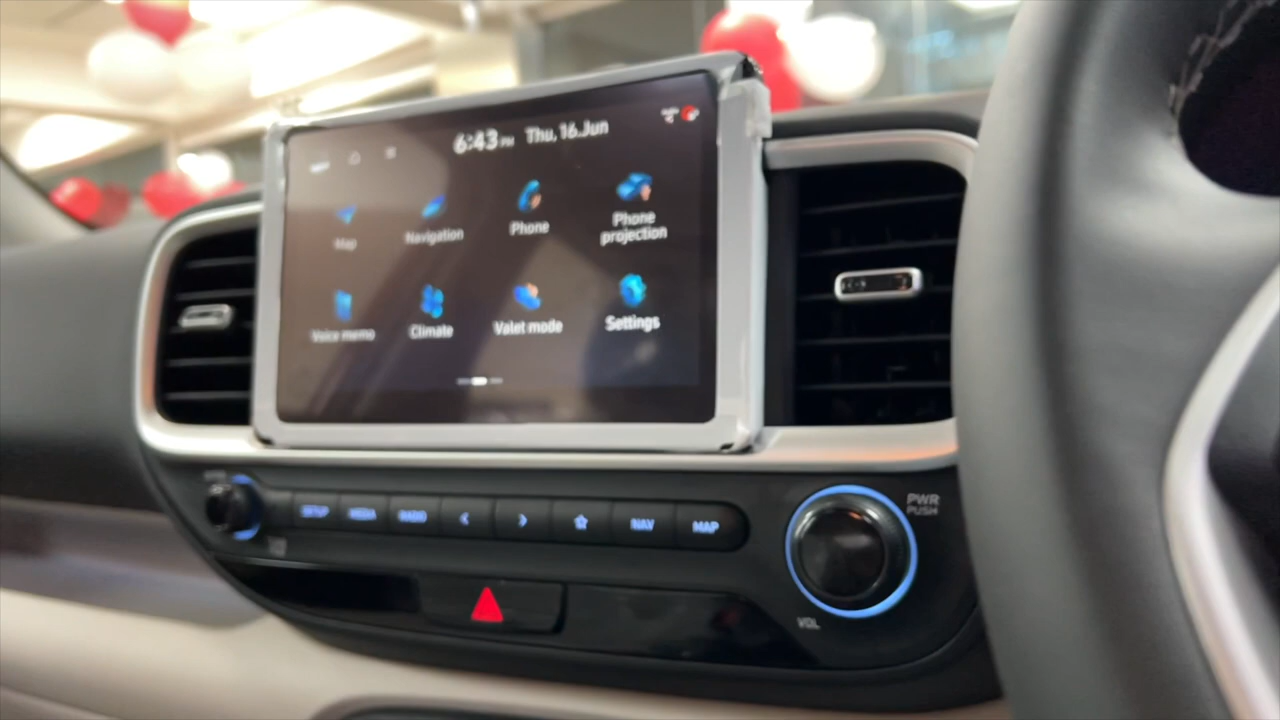 6:43 PM Thu, 16.Jun
Map
Navigation
Phone
Phone
projection
Voice memo
Climate
Valet mode
Settings
SETUP
MEDIA
RADIO
NAV
MAP
PWR
PUSH
VOL